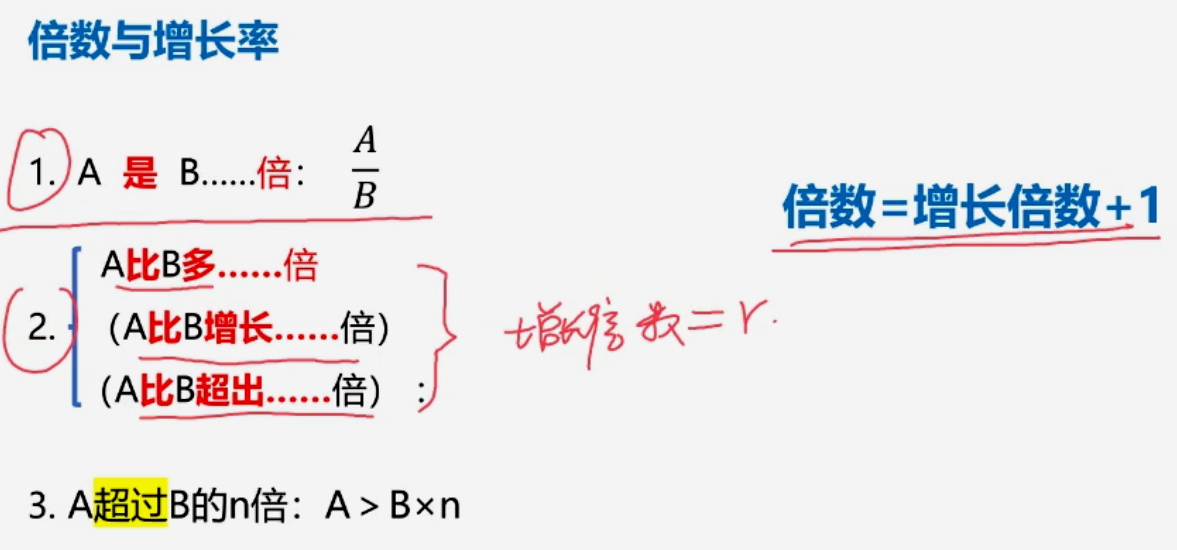 倍数与增长率
1. A 是 B……倍： A/B
倍数=增长倍数+1
2. A比B多……倍
（A比B增长……倍）
（A比B超出……倍）：
增长倍数=r.
3. A超过B的n倍：A > B×n